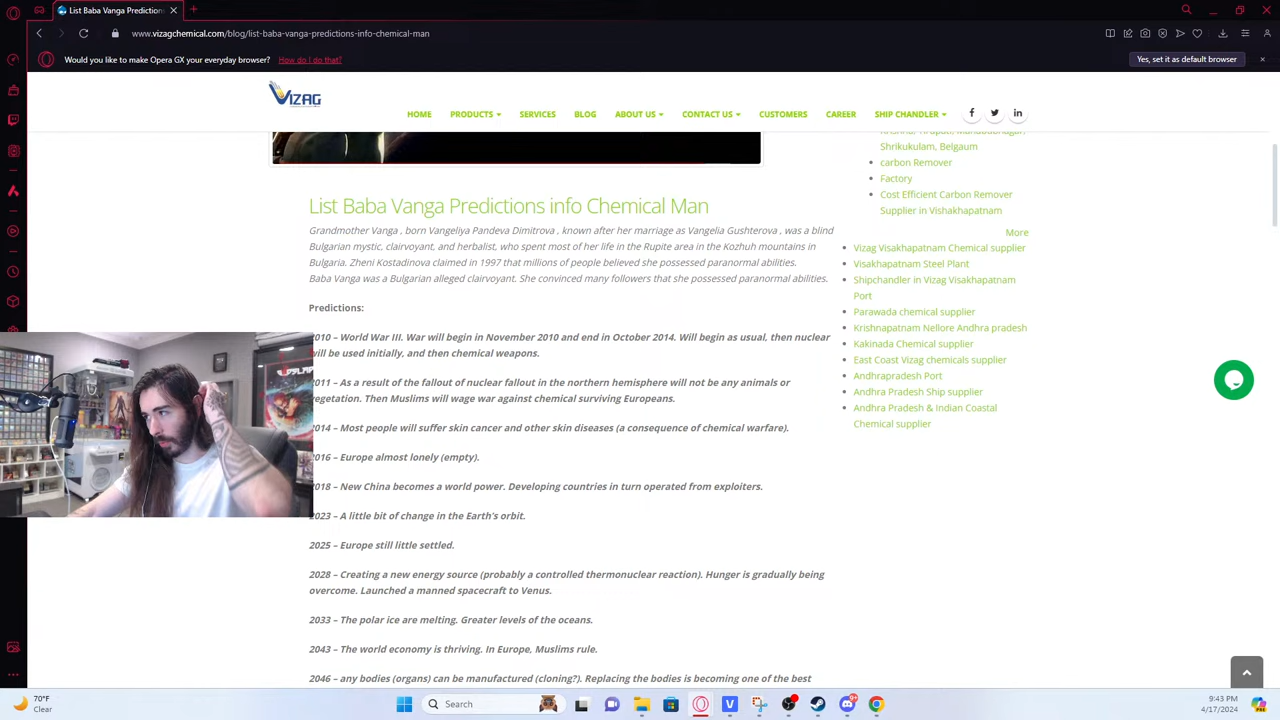 List Baba Vanga Predictions
www.vizagchemical.com/blog/list-baba-vanga-predictions-info-chemical-man
Would you like to make Opera GX your everyday browser? How do I do that?
Yes, set it as default browser
VIZAG
HOME PRODUCTS SERVICES BLOG ABOUT US CONTACT US CUSTOMERS CAREER SHIP CHANDLER
Shrikukulam, Belgaum
carbon Remover
Factory
Cost Efficient Carbon Remover
Supplier in Vishakhapatnam
More
Vizag Visakhapatnam Chemical supplier
Visakhapatnam Steel Plant
Shipchandler in Vizag Visakhapatnam
Port
Parawada chemical supplier
Krishnapatnam Nellore Andhra pradesh
Kakinada Chemical supplier
East Coast Vizag chemicals supplier
Andhrapradesh Port
Andhra Pradesh Ship supplier
Andhra Pradesh & Indian Coastal
Chemical supplier
List Baba Vanga Predictions info Chemical Man
Grandmother Vanga , born Vangeliya Pandeva Dimitrova , known after her marriage as Vangelia Gushterova , was a blind
Bulgarian mystic, clairvoyant, and herbalist, who spent most of her life in the Rupite area in the Kozhuh mountains in
Bulgaria. Zheni Kostadinova claimed in 1997 that millions of people believed she possessed paranormal abilities.
Baba Vanga was a Bulgarian alleged clairvoyant. She convinced many followers that she possessed paranormal abilities.
Predictions:
2010 – World War III. War will begin in November 2010 and end in October 2014. Will begin as usual, then nuclear
will be used initially, and then chemical weapons.
2011 – As a result of the fallout of nuclear fallout in the northern hemisphere will not be any animals or
vegetation. Then Muslims will wage war against chemical surviving Europeans.
2014 – Most people will suffer skin cancer and other skin diseases (a consequence of chemical warfare).
2016 – Europe almost lonely (empty).
2018 – New China becomes a world power. Developing countries in turn operated from exploiters.
2023 – A little bit of change in the Earth's orbit.
2025 – Europe still little settled.
2028 – Creating a new energy source (probably a controlled thermonuclear reaction). Hunger is gradually being
overcome. Launched a manned spacecraft to Venus.
2033 – The polar ice are melting. Greater levels of the oceans.
2043 – The world economy is thriving. In Europe, Muslims rule.
2046 – any bodies (organs) can be manufactured (cloning?). Replacing the bodies is becoming one of the best
70°F
Clear
Search
9:43 PM
4/17/2024